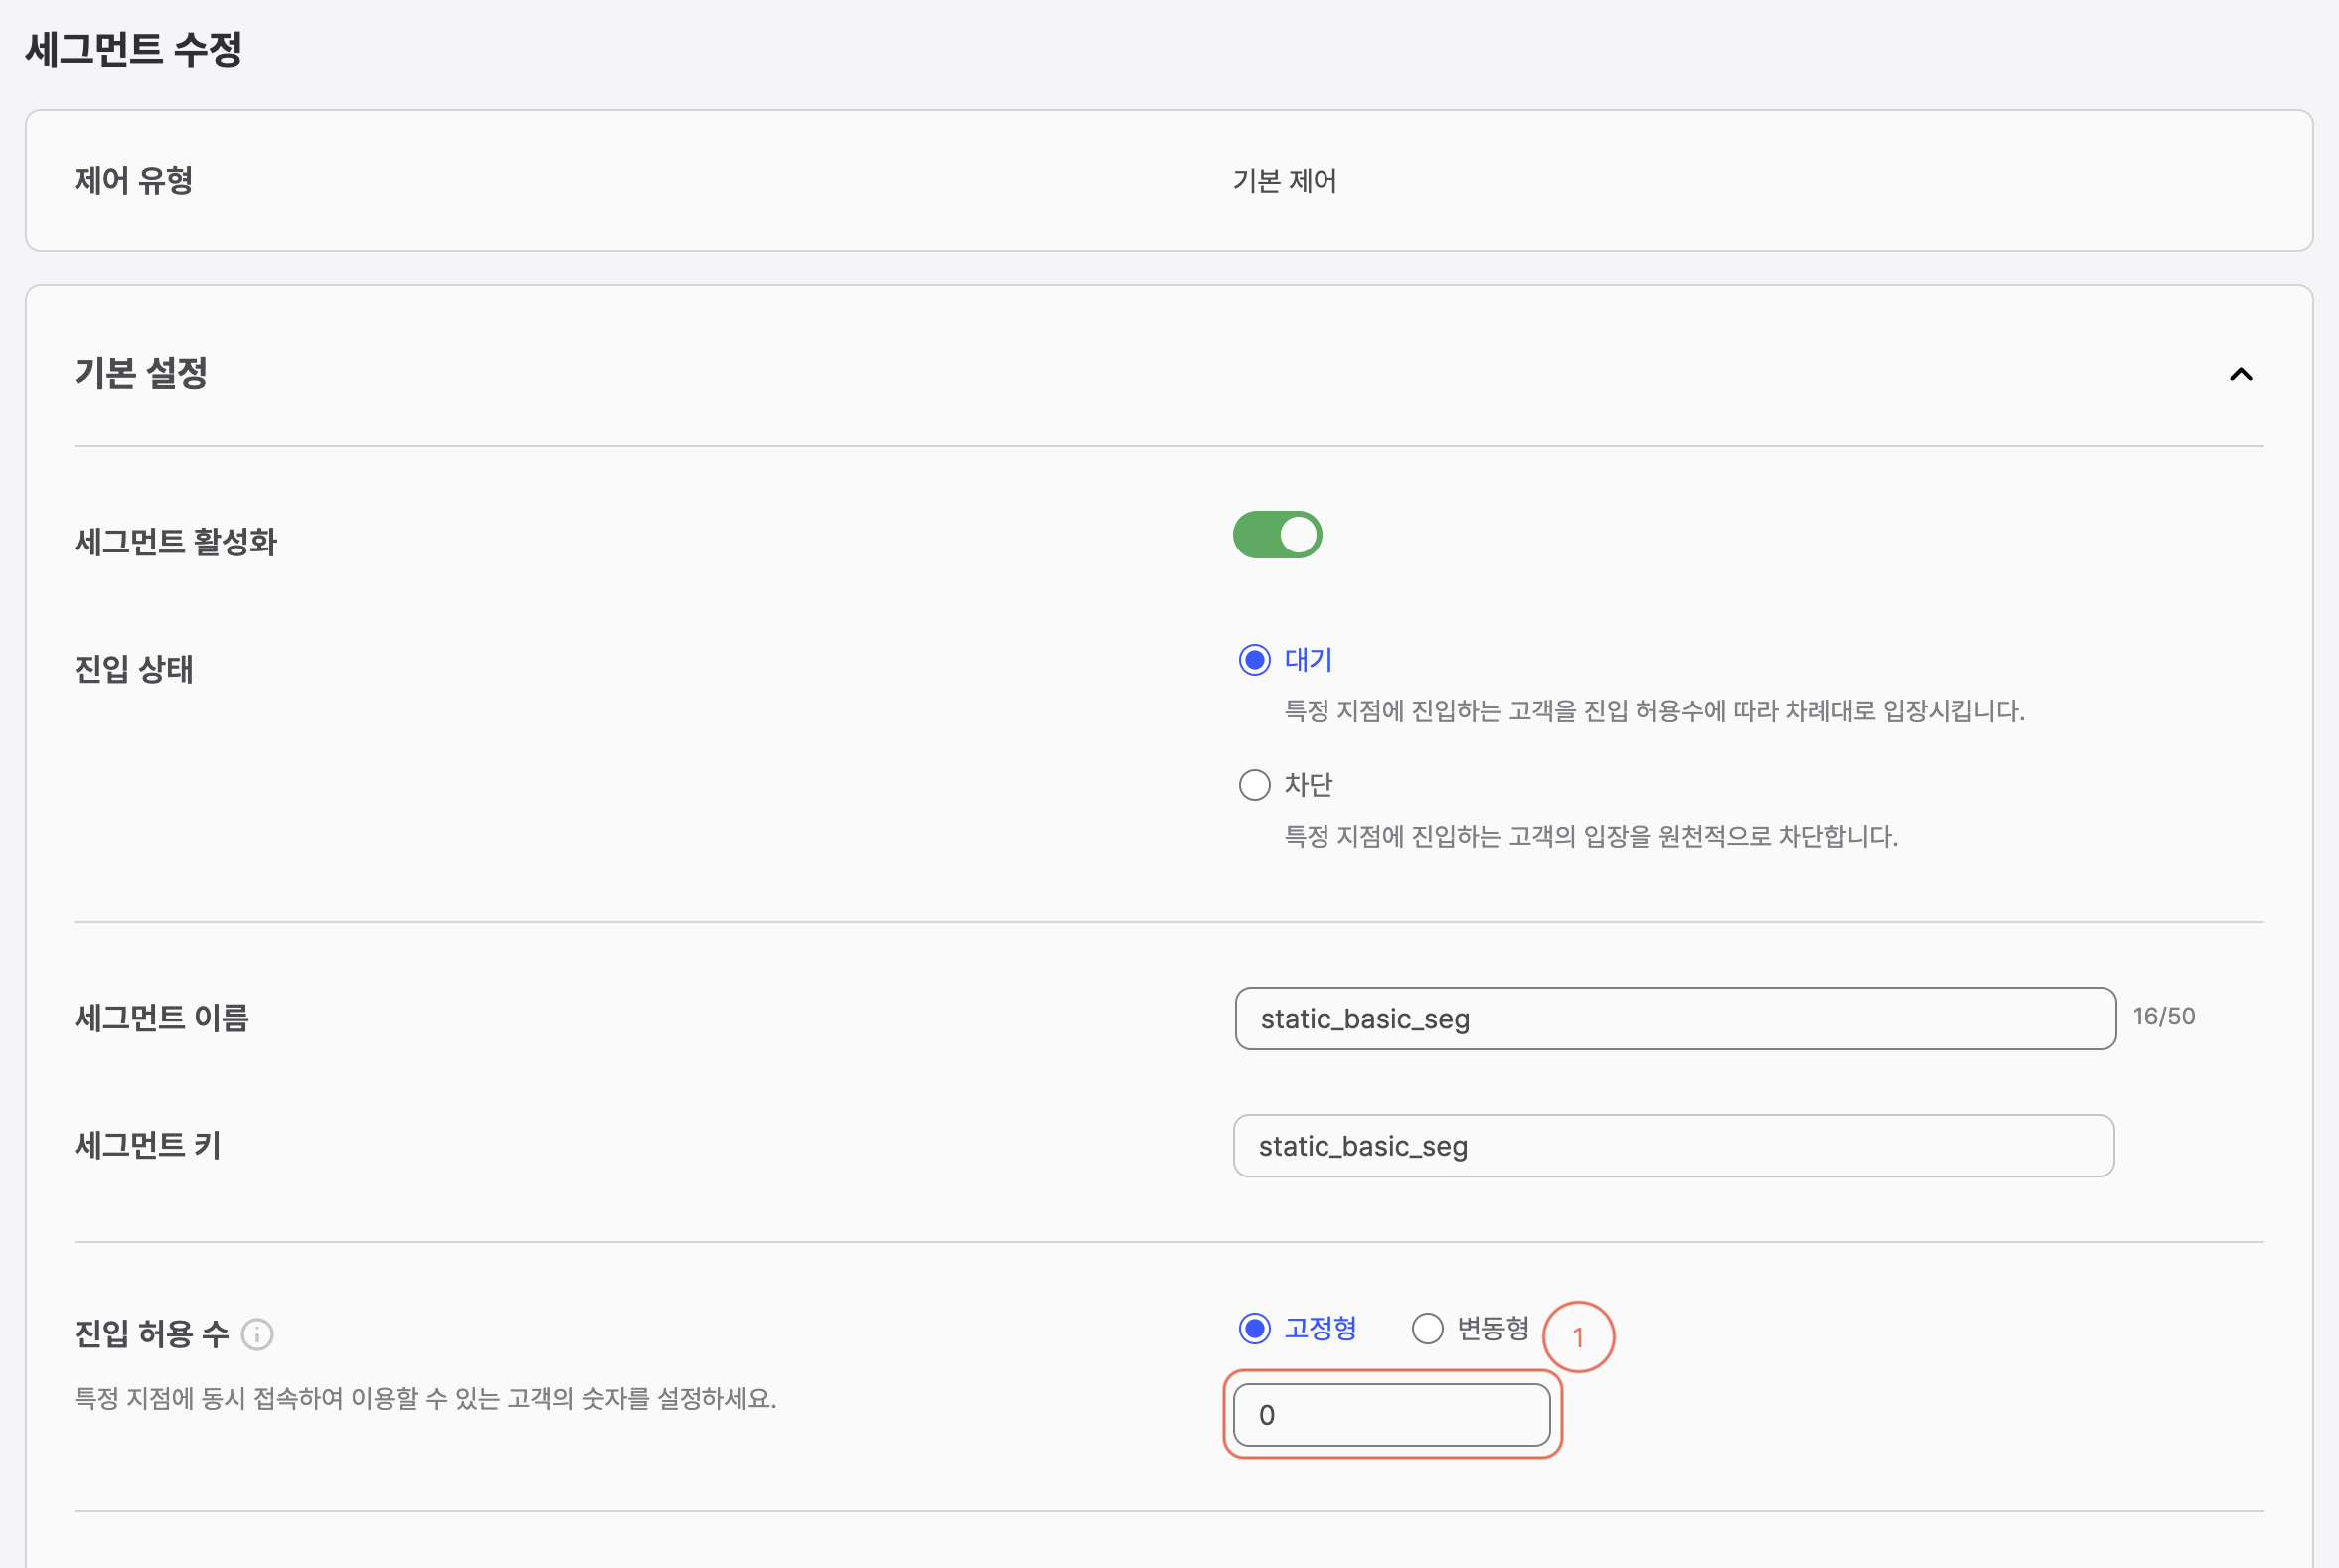 세그먼트 수정
제어 유형
기본 제어
기본 설정
세그먼트 활성화
진입 상태
대기
특정 지점에 진입하는 고객을 진입 허용수에 따라 차례대로 입장시킵니다.
차단
특정 지점에 진입하는 고객의 입장을 원천적으로 차단합니다.
세그먼트 이름
static_basic_seg
16/50
세그먼트 키
static_basic_seg
진입 허용 수
고정형
변동형
1
특정 지점에 동시 접속하여 이용할 수 있는 고객의 숫자를 설정하세요.
0